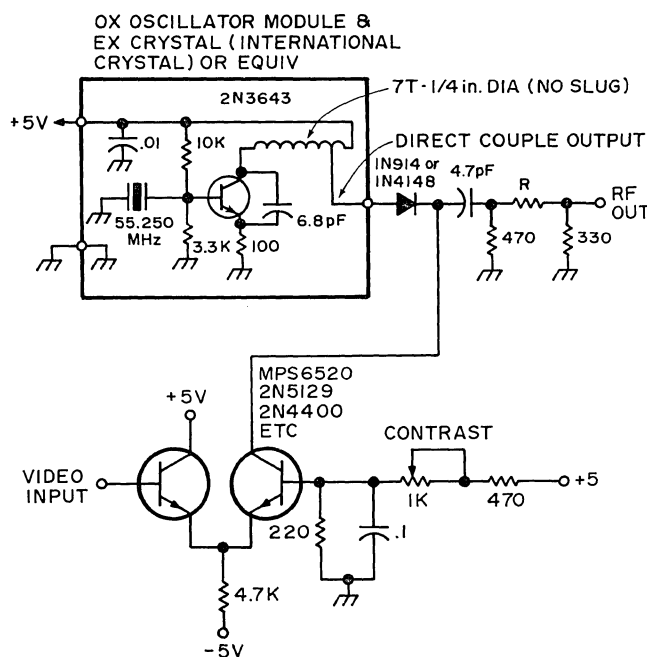 OX OSCILLATOR MODULE &
EX CRYSTAL (INTERNATIONAL
CRYSTAL) OR EQUIV
2N3643
7T-1/4 in. DIA (NO SLUG)
+5V
.01
10K
DIRECT COUPLE OUTPUT
1N914 or
1N4148
4.7pF
R
RF
OUT
55.250
MHz
6.8pF
3.3K
100
470
330
MPS6520
2N5129
2N4400
ETC
+5V
CONTRAST
VIDEO
INPUT
1K
470
+5
220
.1
4.7K
-5V